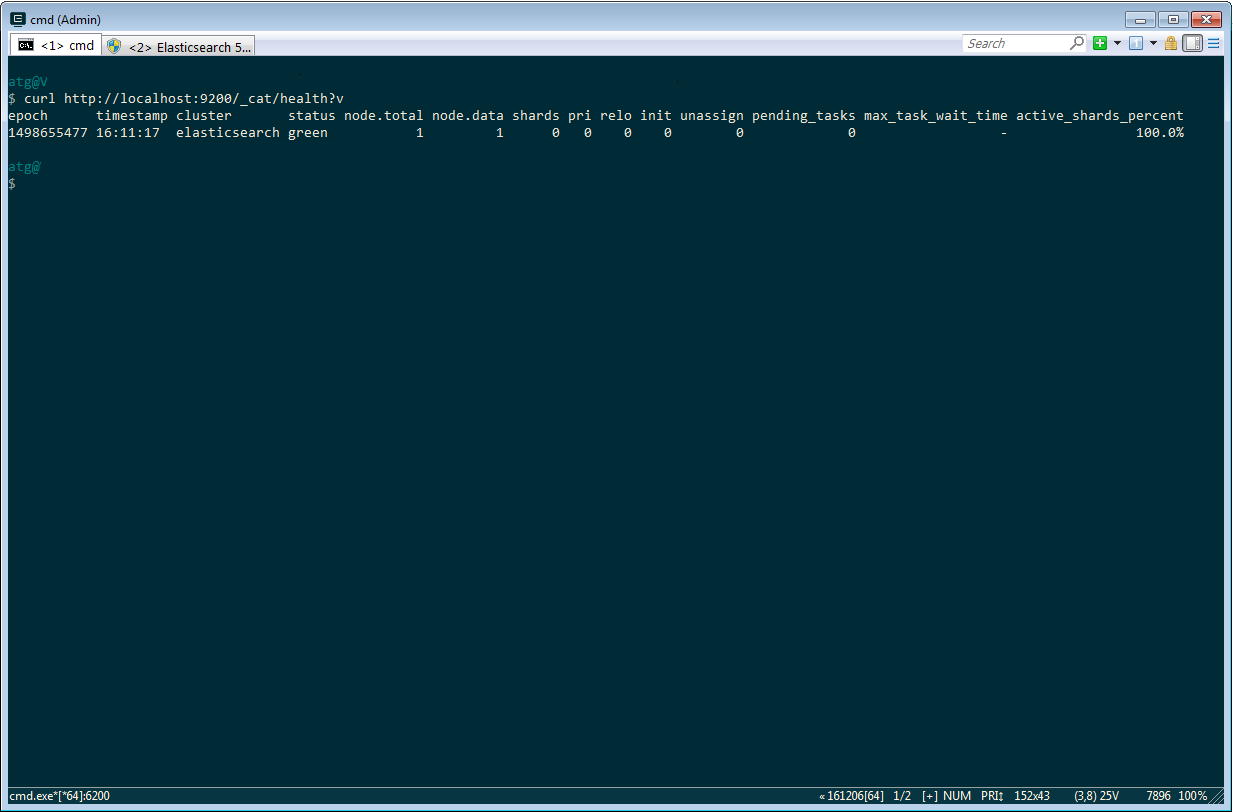 cmd (Admin)
<1> cmd
<2> Elasticsearch 5...
Search
atg@V
$ curl http://localhost:9200/_cat/health?v
epoch      timestamp cluster       status node.total node.data shards pri relo init unassign pending_tasks max_task_wait_time active_shards_percent
1498655477 16:11:17  elasticsearch green           1         1      0   0    0    0        0             0                  -                100.0%
atg@
$
cmd.exe*[*64]:6200
« 161206[64] 1/2 [+] NUM PRI↕ 152x43 (3,8) 25V 7896 100%